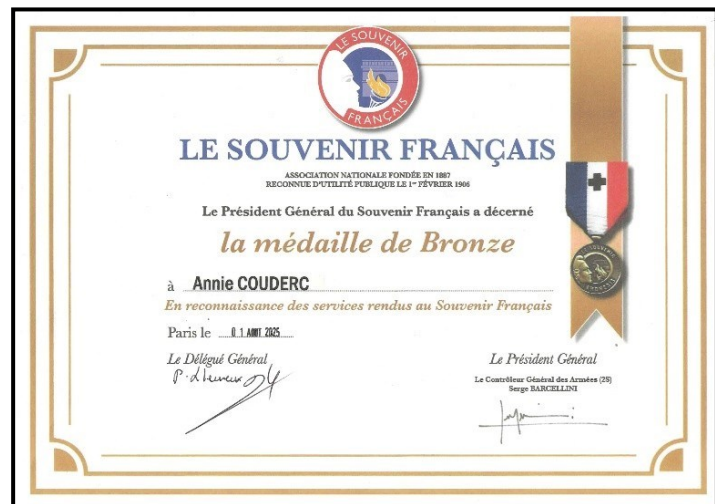 LE SOUVENIR
FRANÇAIS
LE SOUVENIR FRANÇAIS
ASSOCIATION NATIONALE FONDÉE EN 1887
RECONNUE D'UTILITÉ PUBLIQUE LE 1er FÉVRIER 1906
Le Président Général du Souvenir Français a décerné
la médaille de Bronze
à Annie COUDERC
En reconnaissance des services rendus au Souvenir Français
Paris le 01 AOUT 2025
Le Délégué Général
Le Président Général
Le Contrôleur Général des Armées (2S)
Serge BARCELLINI